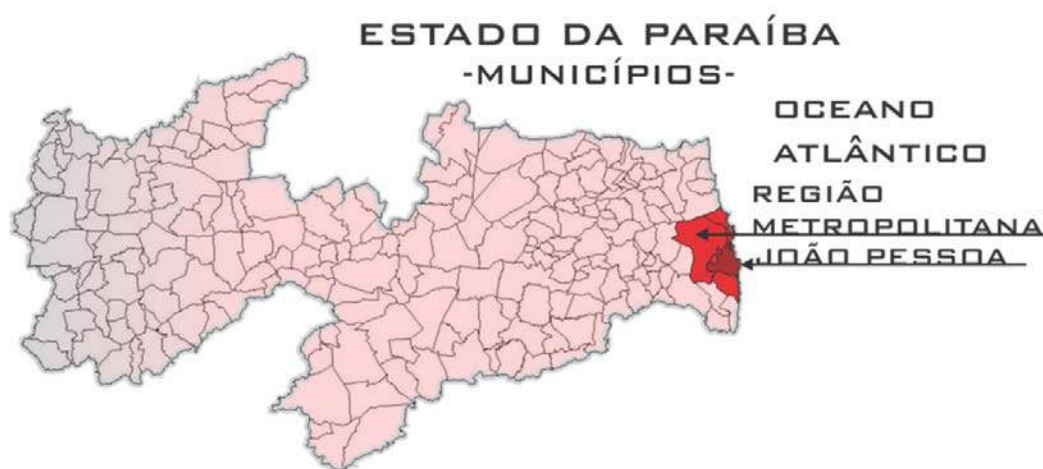 ESTADO DA PARAÍBA
-MUNICÍPIOS-
OCEANO
ATLÂNTICO
REGIÃO
METROPOLITANA
JOÃO PESSOA